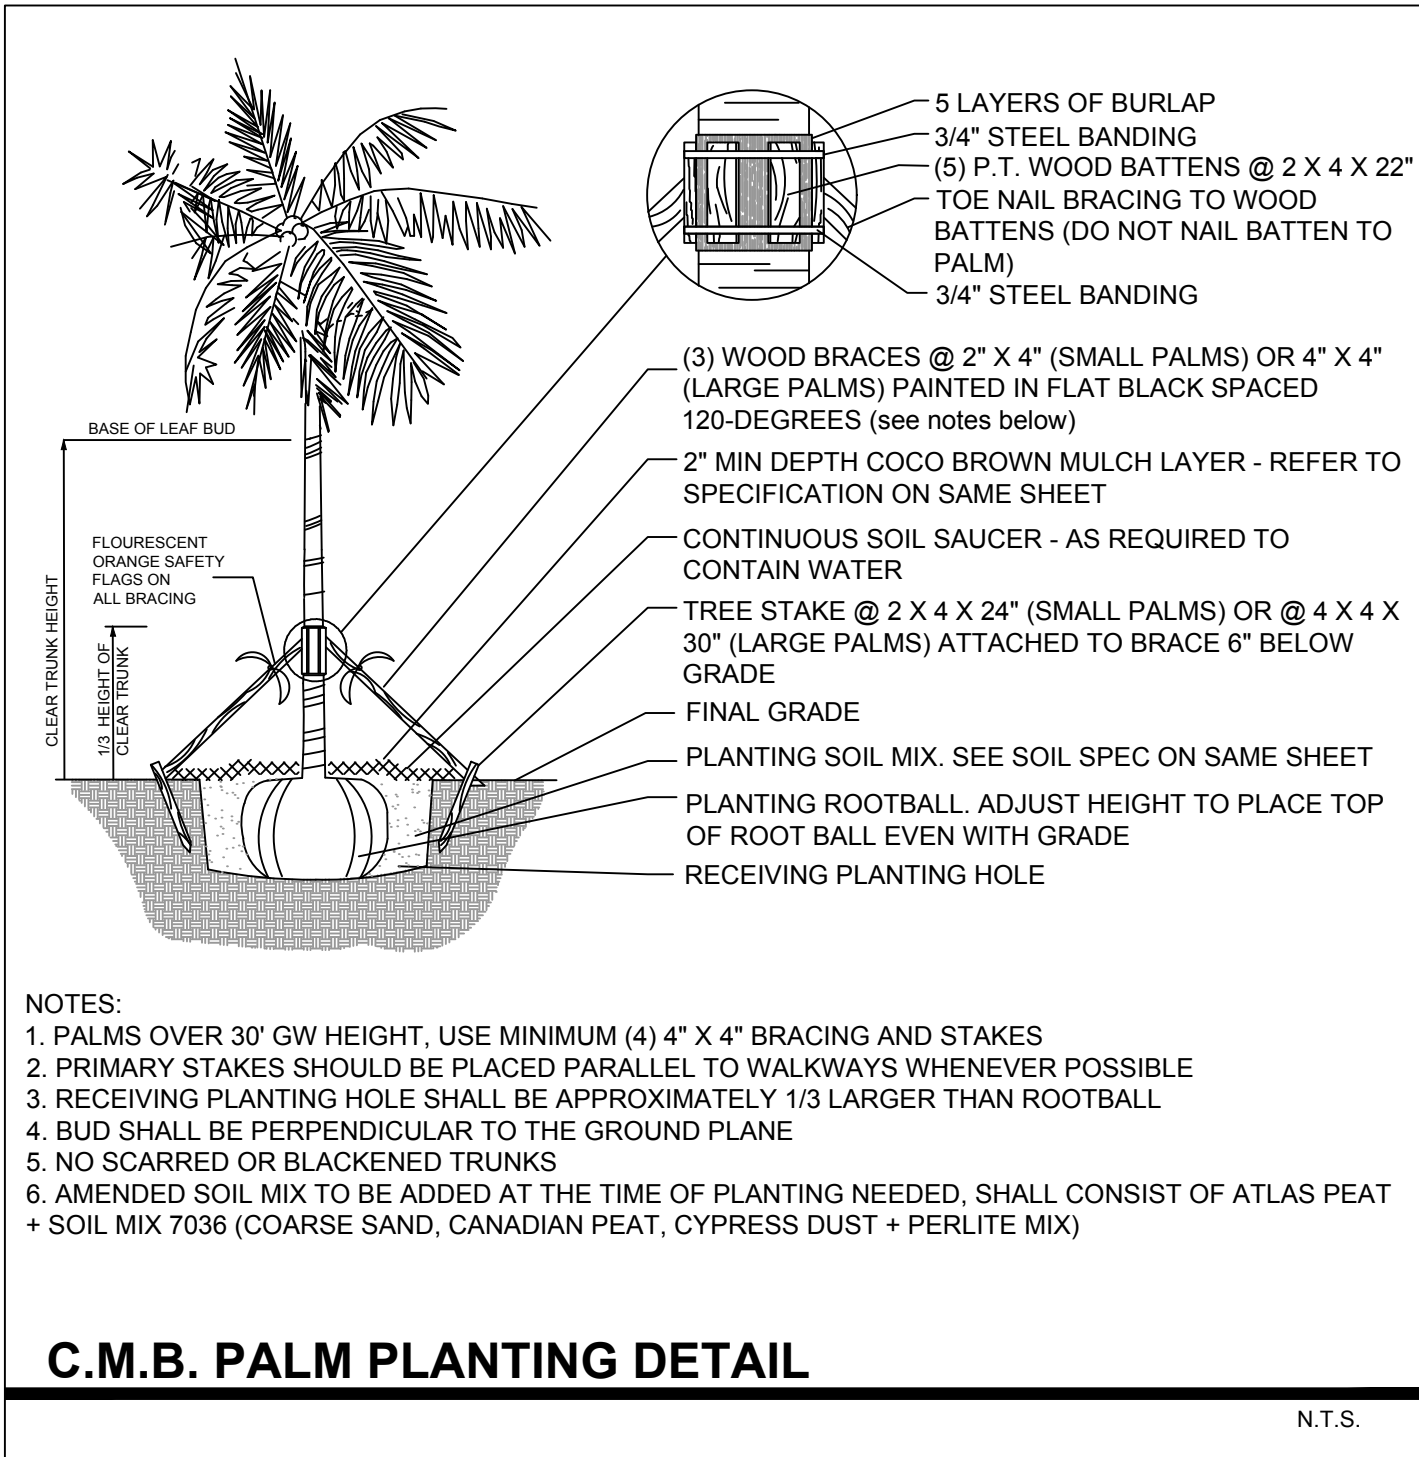 5 LAYERS OF BURLAP
3/4" STEEL BANDING
(5) P.T. WOOD BATTENS @ 2 X 4 X 22"
TOE NAIL BRACING TO WOOD
BATTENS (DO NOT NAIL BATTEN TO
PALM)
3/4" STEEL BANDING
(3) WOOD BRACES @ 2" X 4" (SMALL PALMS) OR 4" X 4"
(LARGE PALMS) PAINTED IN FLAT BLACK SPACED
120-DEGREES (see notes below)
2" MIN DEPTH COCO BROWN MULCH LAYER - REFER TO
SPECIFICATION ON SAME SHEET
CONTINUOUS SOIL SAUCER - AS REQUIRED TO
CONTAIN WATER
TREE STAKE @ 2 X 4 X 24" (SMALL PALMS) OR @ 4 X 4 X
30" (LARGE PALMS) ATTACHED TO BRACE 6" BELOW
GRADE
FINAL GRADE
PLANTING SOIL MIX. SEE SOIL SPEC ON SAME SHEET
PLANTING ROOTBALL. ADJUST HEIGHT TO PLACE TOP
OF ROOT BALL EVEN WITH GRADE
RECEIVING PLANTING HOLE
BASE OF LEAF BUD
FLOURESCENT
ORANGE SAFETY
FLAGS ON
ALL BRACING
CLEAR TRUNK HEIGHT
1/3 HEIGHT OF
CLEAR TRUNK
NOTES:
1. PALMS OVER 30' GW HEIGHT, USE MINIMUM (4) 4" X 4" BRACING AND STAKES
2. PRIMARY STAKES SHOULD BE PLACED PARALLEL TO WALKWAYS WHENEVER POSSIBLE
3. RECEIVING PLANTING HOLE SHALL BE APPROXIMATELY 1/3 LARGER THAN ROOTBALL
4. BUD SHALL BE PERPENDICULAR TO THE GROUND PLANE
5. NO SCARRED OR BLACKENED TRUNKS
6. AMENDED SOIL MIX TO BE ADDED AT THE TIME OF PLANTING NEEDED, SHALL CONSIST OF ATLAS PEAT
+ SOIL MIX 7036 (COARSE SAND, CANADIAN PEAT, CYPRESS DUST + PERLITE MIX)
C.M.B. PALM PLANTING DETAIL
N.T.S.